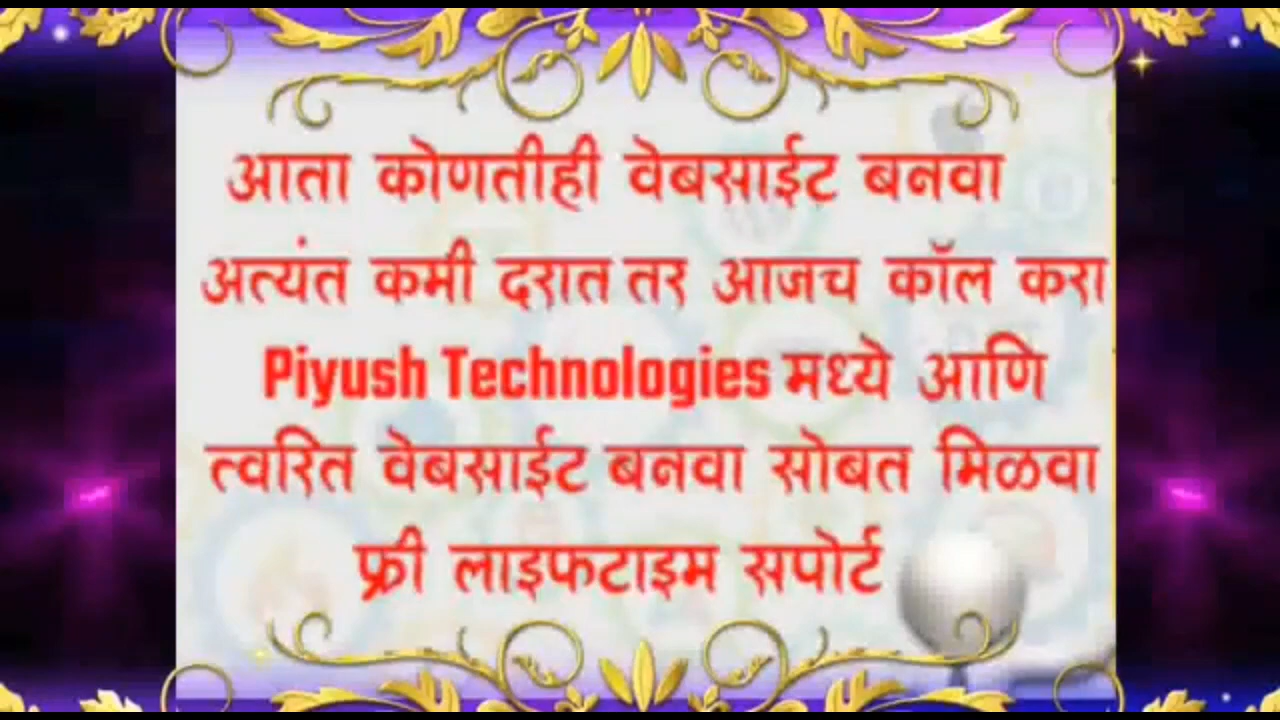 आता कोणतीही वेबसाईट बनवा
अत्यंत कमी दरात तर आजच कॉल करा
Piyush Technologies मध्ये आणि
त्वरित वेबसाईट बनवा सोबत मिळवा
फ्री लाइफटाइम सपोर्ट